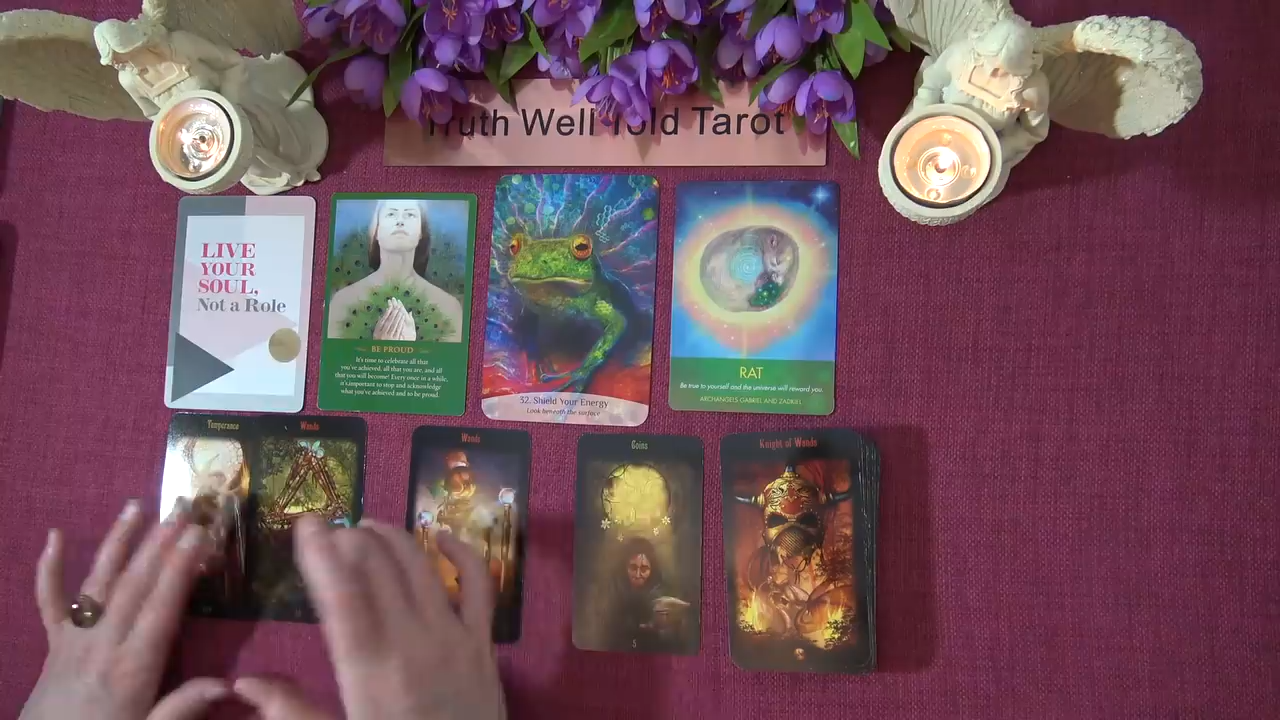 Truth Well Told Tarot
LIVE
YOUR
SOUL,
Not a Role
BE PROUD
It's time to celebrate all that
you've achieved, all that you are, and all
that you will become! Every once in a while,
it's important to stop and acknowledge
what you've achieved and to be proud.
32. Shield Your Energy
Look beneath the surface
RAT
Be true to yourself and the universe will reward you.
ARCHANGELS GABRIEL AND ZADKIEL
Temperance
Wands
Wands
Coins
5
Knight of Wands